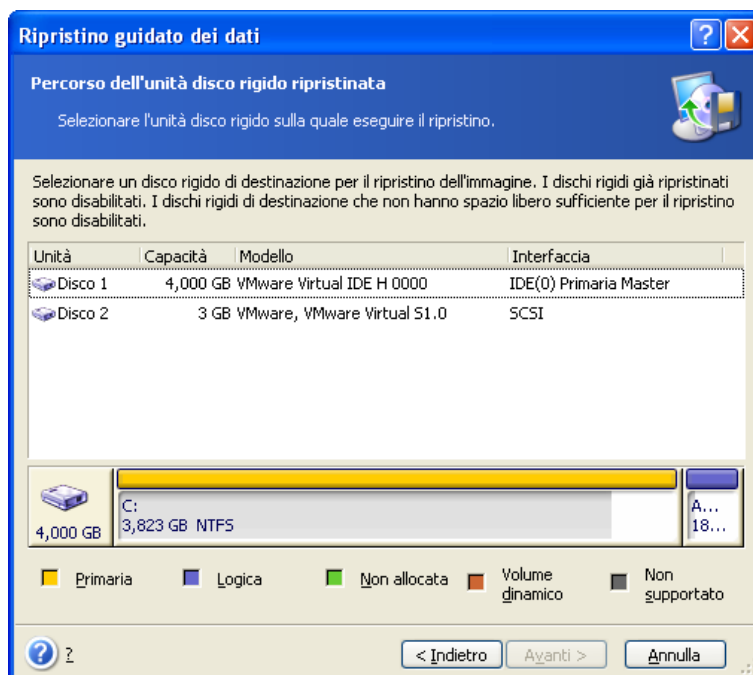 Ripristino guidato dei dati
Percorso dell'unità disco rigido ripristinata
Selezionare l'unità disco rigido sulla quale eseguire il ripristino.
Selezionare un disco rigido di destinazione per il ripristino dell'immagine. I dischi rigidi già ripristinati
sono disabilitati. I dischi rigidi di destinazione che non hanno spazio libero sufficiente per il ripristino
sono disabilitati.
Unità Capacità Modello Interfaccia
Disco 1 4,000 GB VMware Virtual IDE H 0000 IDE(0) Primaria Master
Disco 2 3 GB VMware, VMware Virtual S1.0 SCSI
C: A...
4,000 GB 3,823 GB NTFS 18...
Primaria Logica Non allocata Volume dinamico Non supportato
? < Indietro Avanti > Annulla